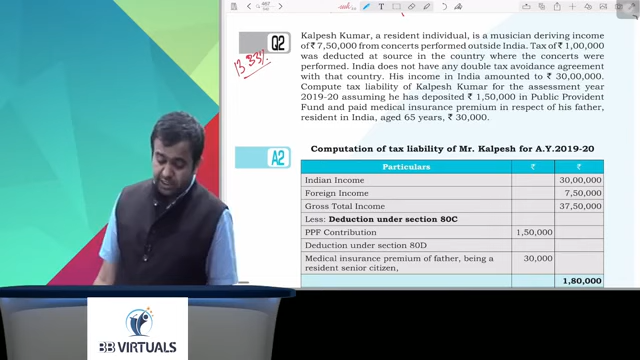 Q2
13.33%
Kalpesh Kumar, a resident individual, is a musician deriving income
of ₹ 7,50,000 from concerts performed outside India. Tax of ₹ 1,00,000
was deducted at source in the country where the concerts were
performed. India does not have any double tax avoidance agreement
with that country. His income in India amounted to ₹ 30,00,000.
Compute tax liability of Kalpesh Kumar for the assessment year
2019-20 assuming he has deposited ₹ 1,50,000 in Public Provident
Fund and paid medical insurance premium in respect of his father,
resident in India, aged 65 years, ₹ 30,000.
A2
Computation of tax liability of Mr. Kalpesh for A.Y.2019-20
Particulars ₹ ₹
Indian Income 30,00,000
Foreign Income 7,50,000
Gross Total Income 37,50,000
Less: Deduction under section 80C
PPF Contribution 1,50,000
Deduction under section 80D
Medical insurance premium of father, being a 30,000
resident senior citizen,
1,80,000
BB VIRTUALS